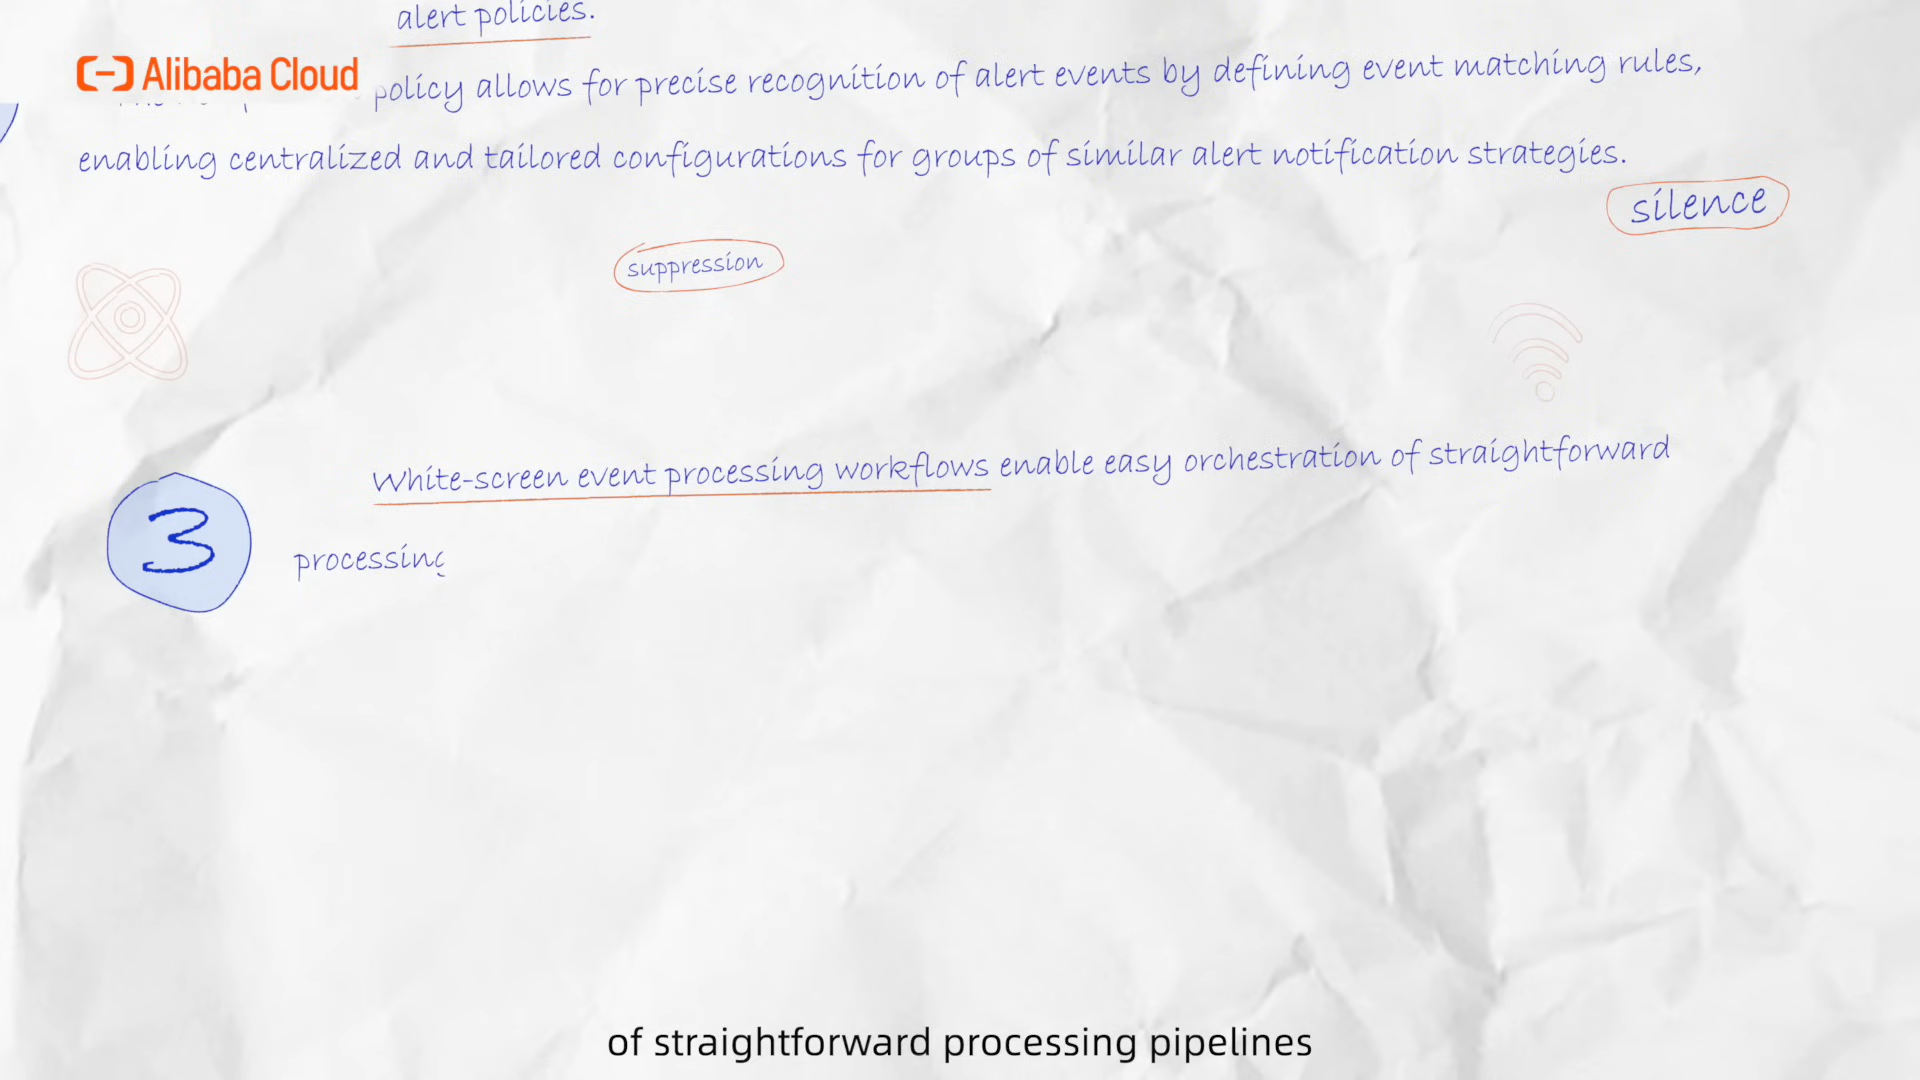 alert policies.
Alibaba Cloud
policy allows for precise recognition of alert events by defining event matching rules,
enabling centralized and tailored configurations for groups of similar alert notification strategies.
silence
suppression
White-screen event processing workflows enable easy orchestration of straightforward
3
processing
of straightforward processing pipelines